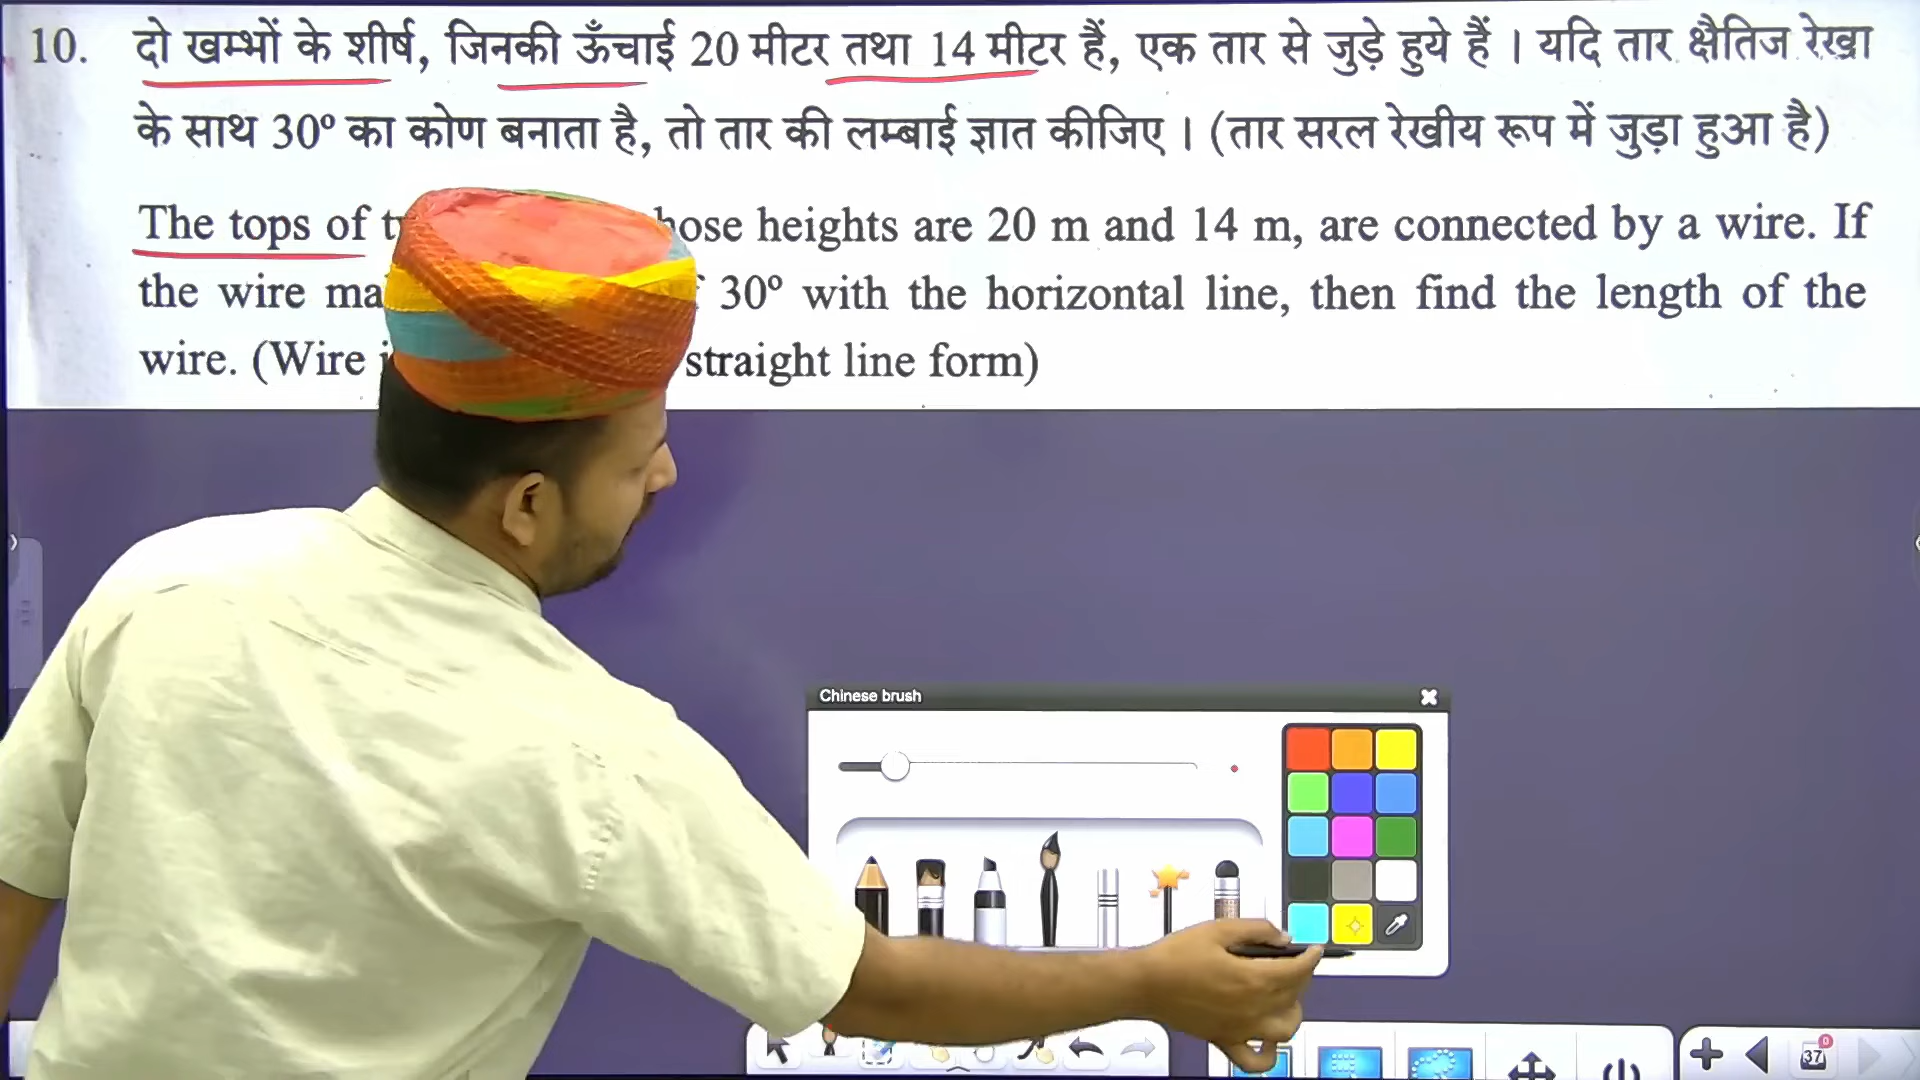 10. दो खम्भों के शीर्ष, जिनकी ऊँचाई 20 मीटर तथा 14 मीटर हैं, एक तार से जुड़े हुये हैं । यदि तार क्षैतिज रेखा
के साथ 30° का कोण बनाता है, तो तार की लम्बाई ज्ञात कीजिए । (तार सरल रेखीय रूप में जुड़ा हुआ है)
The tops of heights are 20 m and 14 m, are connected by a wire. If
the wire 30° with the horizontal line, then find the length of the
wire. (Wire straight line form)
Chinese brush
37
0